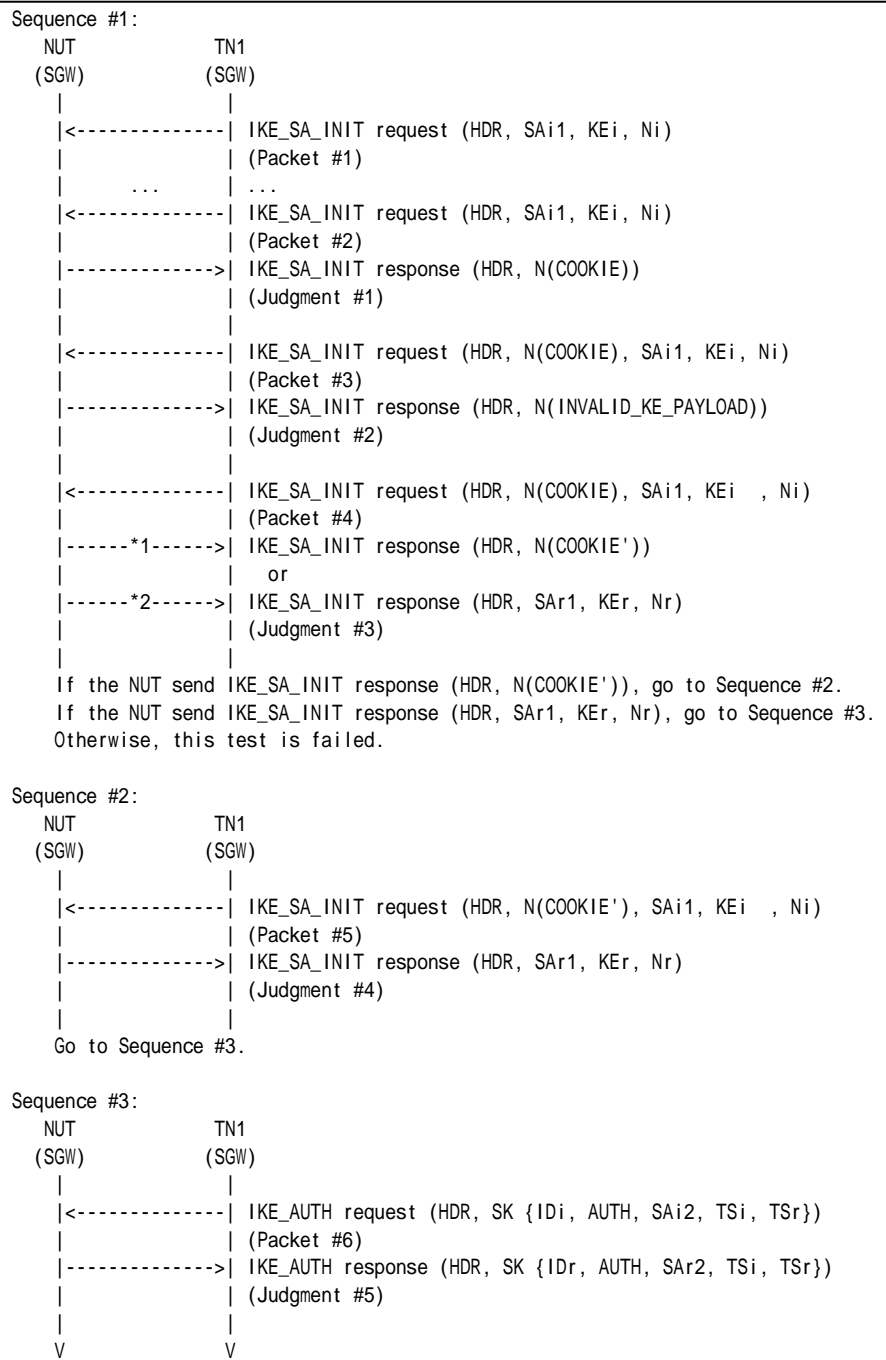 Sequence #1:
NUT TN1
(SGW) (SGW)
| |
|<--------------| IKE_SA_INIT request (HDR, SAi1, KEi, Ni)
| | (Packet #1)
| ... | ...
|<--------------| IKE_SA_INIT request (HDR, SAi1, KEi, Ni)
| | (Packet #2)
|-------------->| IKE_SA_INIT response (HDR, N(COOKIE))
| | (Judgment #1)
| |
|<--------------| IKE_SA_INIT request (HDR, N(COOKIE), SAi1, KEi, Ni)
| | (Packet #3)
|-------------->| IKE_SA_INIT response (HDR, N(INVALID_KE_PAYLOAD))
| | (Judgment #2)
| |
|<--------------| IKE_SA_INIT request (HDR, N(COOKIE), SAi1, KEi , Ni)
| | (Packet #4)
|------*1------>| IKE_SA_INIT response (HDR, N(COOKIE'))
| | or
|------*2------>| IKE_SA_INIT response (HDR, SAr1, KEr, Nr)
| | (Judgment #3)
| |
If the NUT send IKE_SA_INIT response (HDR, N(COOKIE')), go to Sequence #2.
If the NUT send IKE_SA_INIT response (HDR, SAr1, KEr, Nr), go to Sequence #3.
Otherwise, this test is failed.
Sequence #2:
NUT TN1
(SGW) (SGW)
| |
|<--------------| IKE_SA_INIT request (HDR, N(COOKIE'), SAi1, KEi , Ni)
| | (Packet #5)
|-------------->| IKE_SA_INIT response (HDR, SAr1, KEr, Nr)
| | (Judgment #4)
| |
Go to Sequence #3.
Sequence #3:
NUT TN1
(SGW) (SGW)
| |
|<--------------| IKE_AUTH request (HDR, SK {IDi, AUTH, SAi2, TSi, TSr})
| | (Packet #6)
|-------------->| IKE_AUTH response (HDR, SK {IDr, AUTH, SAr2, TSi, TSr})
| | (Judgment #5)
| |
V V